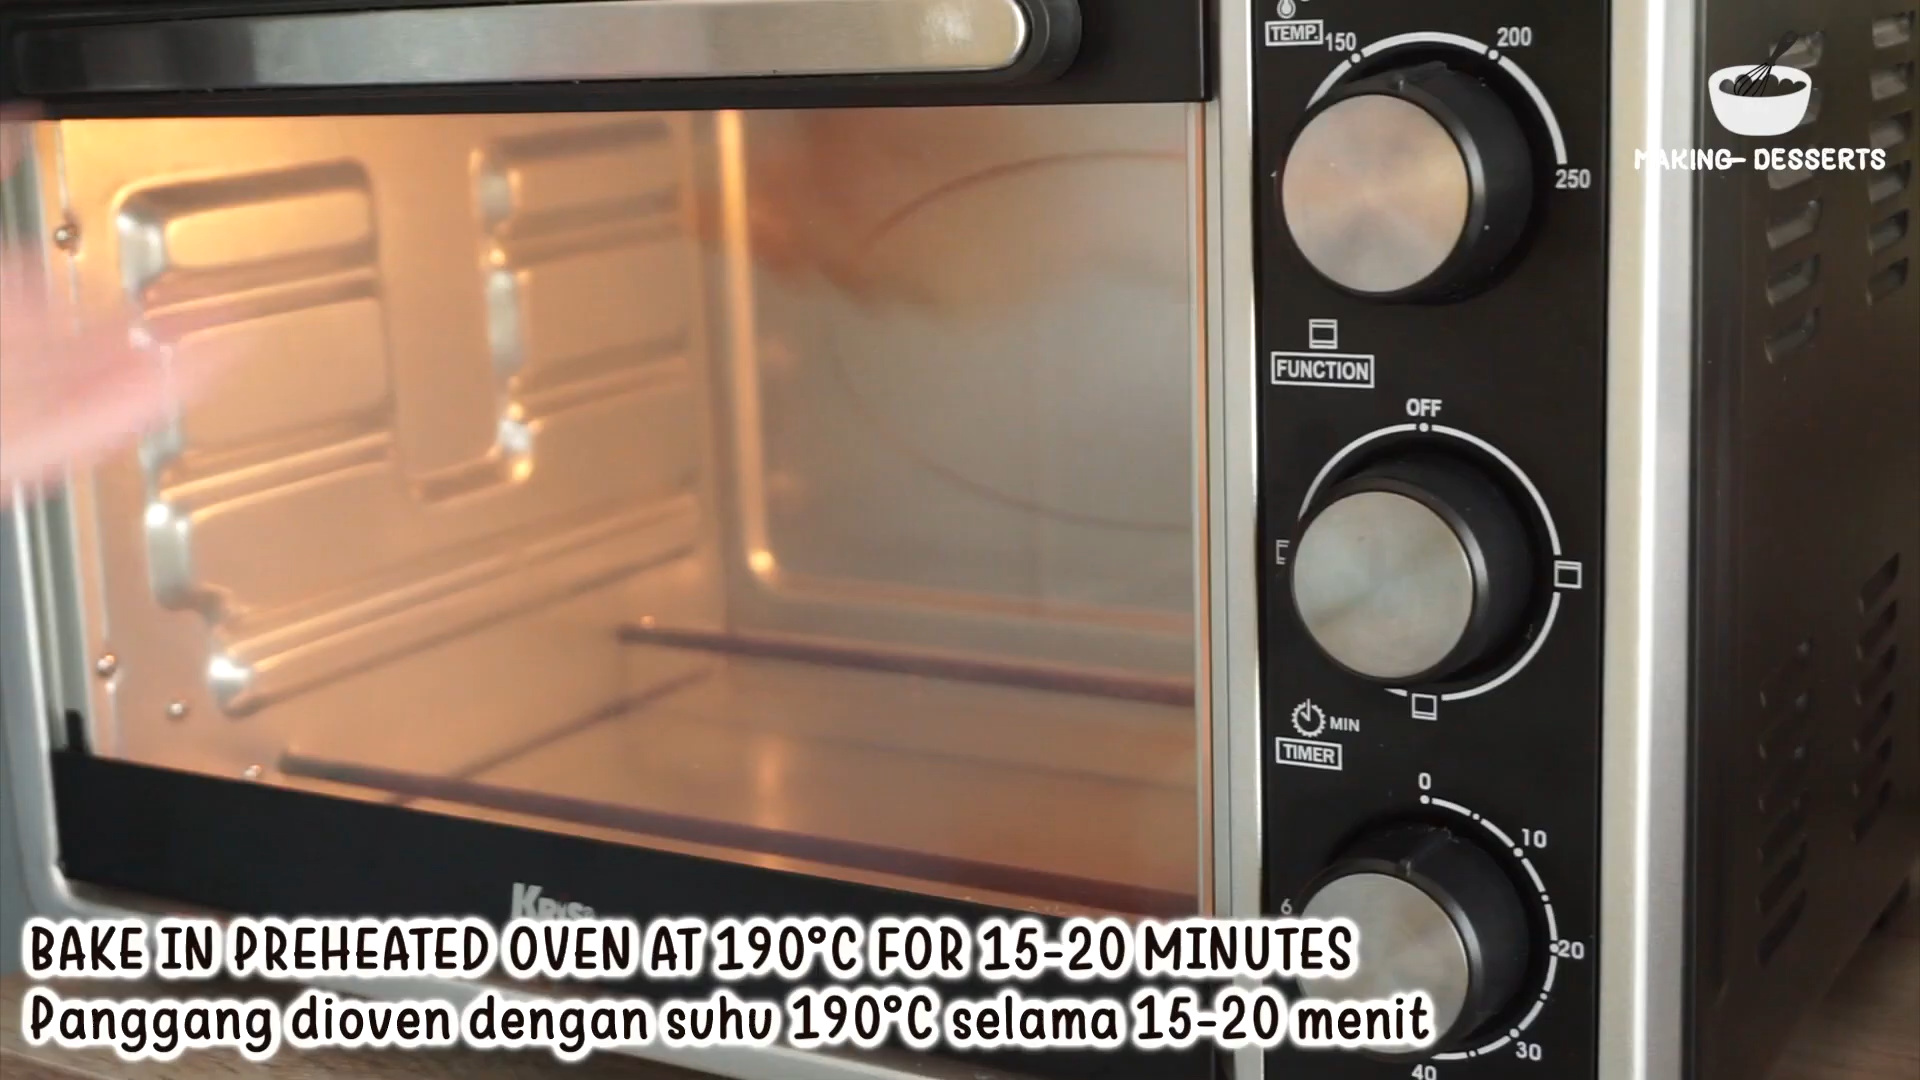 TEMP.
150
200
250
MAKING DESSERTS
FUNCTION
OFF
MIN
TIMER
0
10
20
30
40
BAKE IN PREHEATED OVEN AT 190°C FOR 15-20 MINUTES
Panggang dioven dengan suhu 190°C selama 15-20 menit